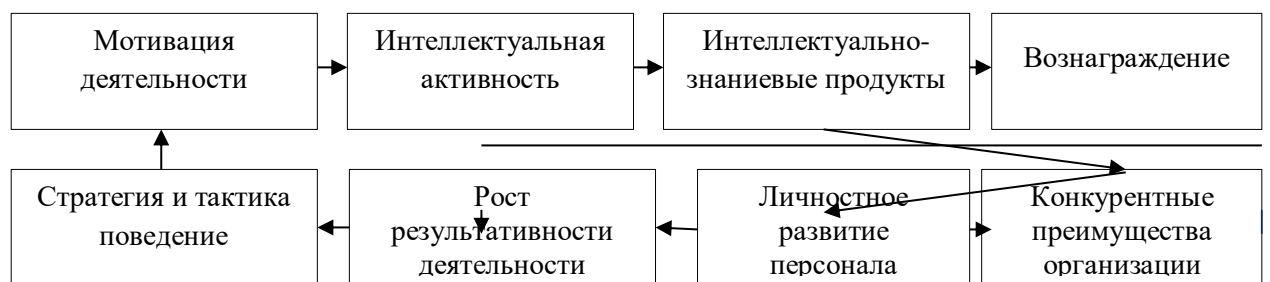 Мотивация
деятельности
Интеллектуальная
активность
Интеллектуально-
знаниевые продукты
Вознаграждение
Стратегия и тактика
поведение
Рост
результативности
деятельности
Личностное
развитие
персонала
Конкурентные
преимущества
организации